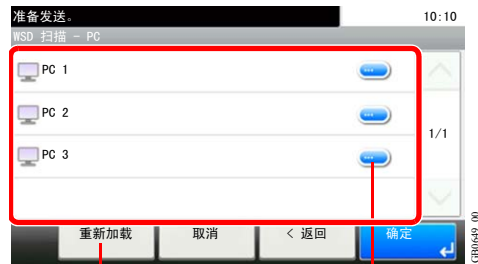 准备发送。 10:10
WSD 扫描 - PC
PC 1
PC 2
1/1
PC 3
重新加载 取消 < 返回 确定
GB0649_00